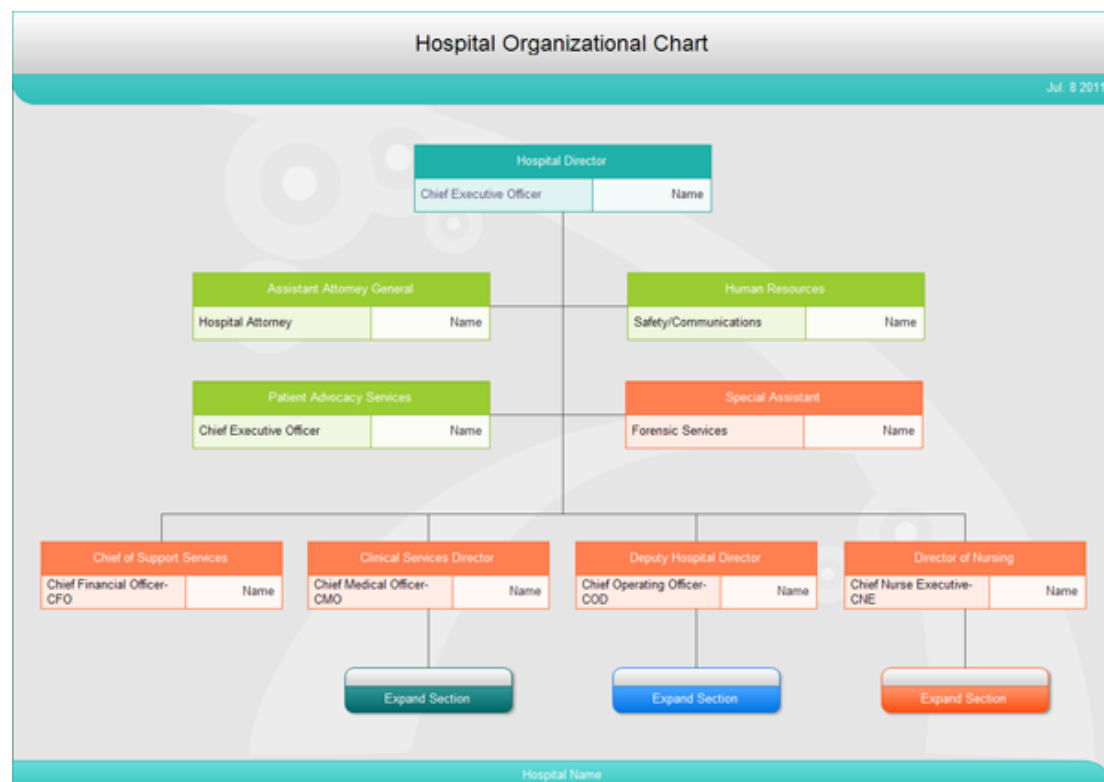 Hospital Organizational Chart
Jul. 8 2011
Hospital Director
Chief Executive Officer Name
Assistant Attorney General
Hospital Attorney Name
Human Resources
Safety/Communications Name
Patient Advocacy Services
Chief Executive Officer Name
Special Assistant
Forensic Services Name
Chief of Support Services
Chief Financial Officer-
CFO
Name
Clinical Services Director
Chief Medical Officer-
CMO
Name
Deputy Hospital Director
Chief Operating Officer-
COD
Name
Director of Nursing
Chief Nurse Executive-
CNE
Name
Expand Section
Expand Section
Expand Section
Hospital Name